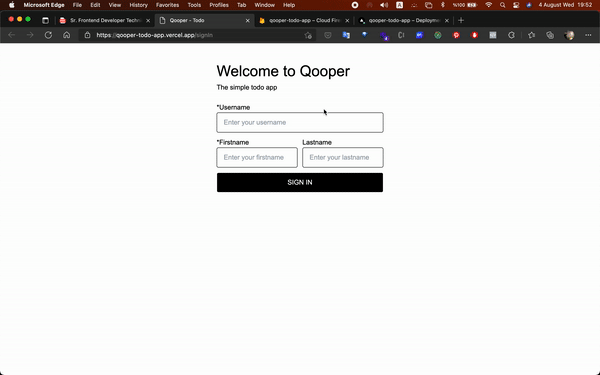 Microsoft Edge File Edit View History Favorites Tools Profiles Tab Window Help A %100 4 August Wed 19:52
Sr. Frontend Developer Techn Qooper - Todo qooper-todo-app – Cloud Fire qooper-todo-app – Deploymen
https://qooper-todo-app.vercel.app/signIn
Welcome to Qooper
The simple todo app
*Username
Enter your username
*Firstname Lastname
Enter your firstname Enter your lastname
SIGN IN